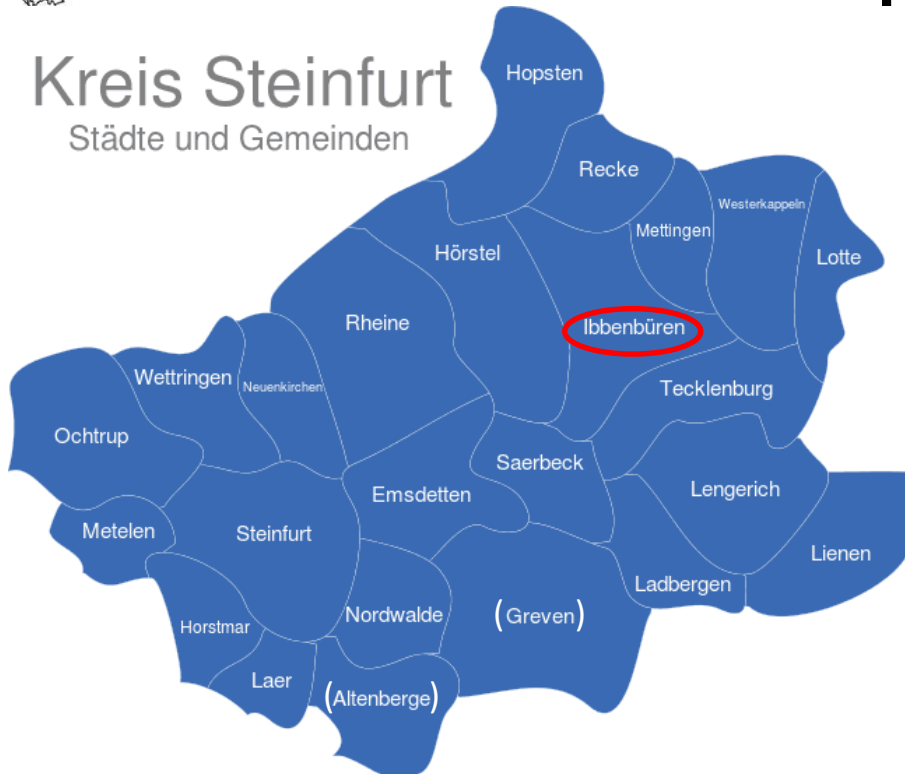 Kreis Steinfurt
Städte und Gemeinden
Hopsten
Recke
Westerkappeln
Mettingen
Hörstel
Lotte
Rheine
Ibbenbüren
Wettringen
Neuenkirchen
Tecklenburg
Ochtrup
Saerbeck
Emsdetten
Lengerich
Metelen
Steinfurt
Lienen
Ladbergen
Nordwalde
(Greven)
Horstmar
Laer
(Altenberge)